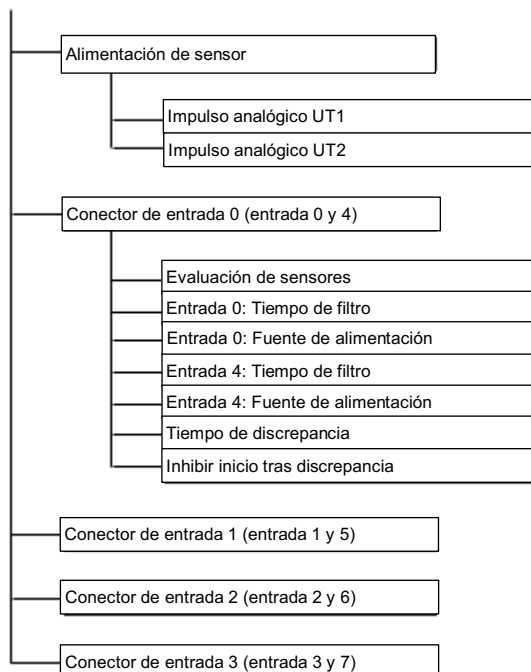 Alimentación de sensor
Impulso analógico UT1
Impulso analógico UT2
Conector de entrada 0 (entrada 0 y 4)
Evaluación de sensores
Entrada 0: Tiempo de filtro
Entrada 0: Fuente de alimentación
Entrada 4: Tiempo de filtro
Entrada 4: Fuente de alimentación
Tiempo de discrepancia
Inhibir inicio tras discrepancia
Conector de entrada 1 (entrada 1 y 5)
Conector de entrada 2 (entrada 2 y 6)
Conector de entrada 3 (entrada 3 y 7)